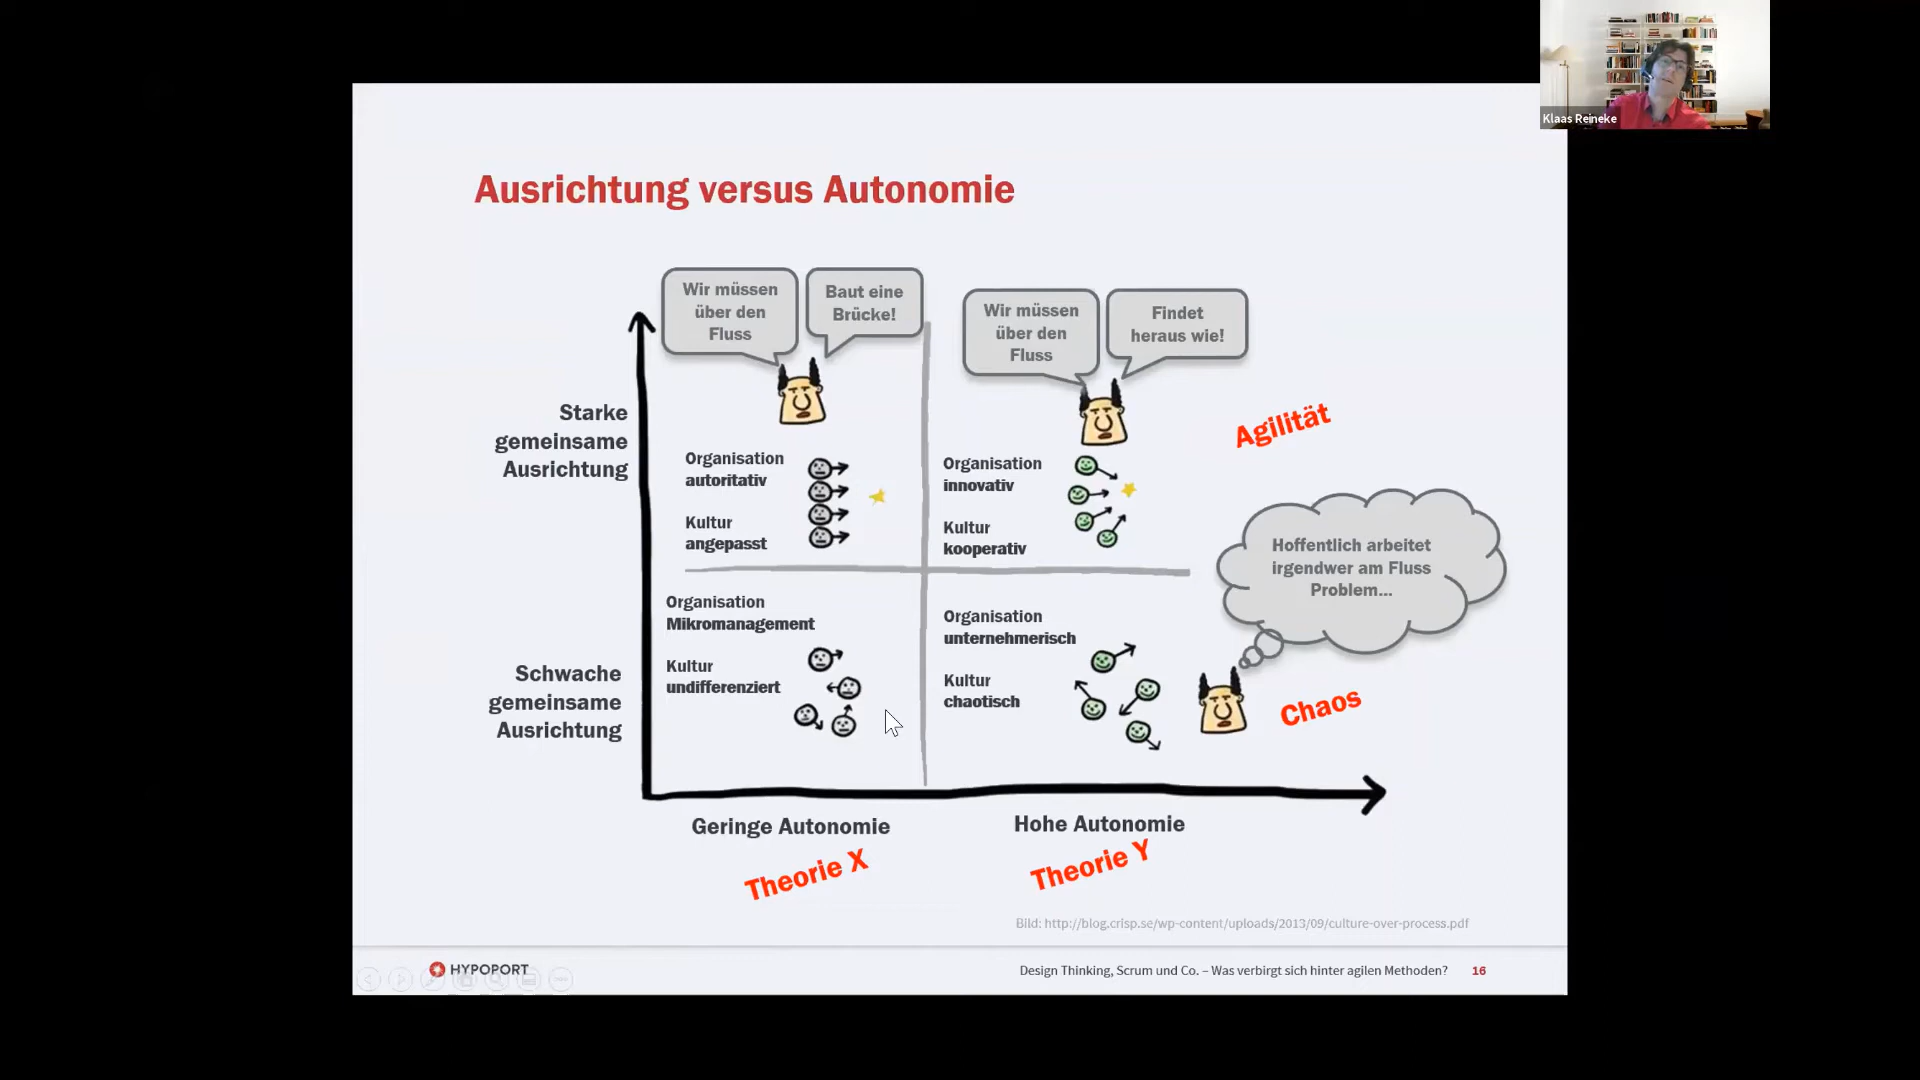 Klaas Reineke
Ausrichtung versus Autonomie
Wir müssen
über den
Fluss
Baut eine
Brücke!
Wir müssen
über den
Fluss
Findet
heraus wie!
Starke
gemeinsame
Ausrichtung
Organisation
autoritativ
Kultur
angepasst
Organisation
innovativ
Kultur
kooperativ
Agilität
Hoffentlich arbeitet
irgendwer am Fluss
Problem...
Schwache
gemeinsame
Ausrichtung
Organisation
Mikromanagement
Kultur
undifferenziert
Organisation
unternehmerisch
Kultur
chaotisch
Chaos
Geringe Autonomie
Hohe Autonomie
Theorie X
Theorie Y
Bild: http://blog.crisp.se/wp-content/uploads/2013/09/culture-over-process.pdf
HYPOPORT
Design Thinking, Scrum und Co. – Was verbirgt sich hinter agilen Methoden?
16